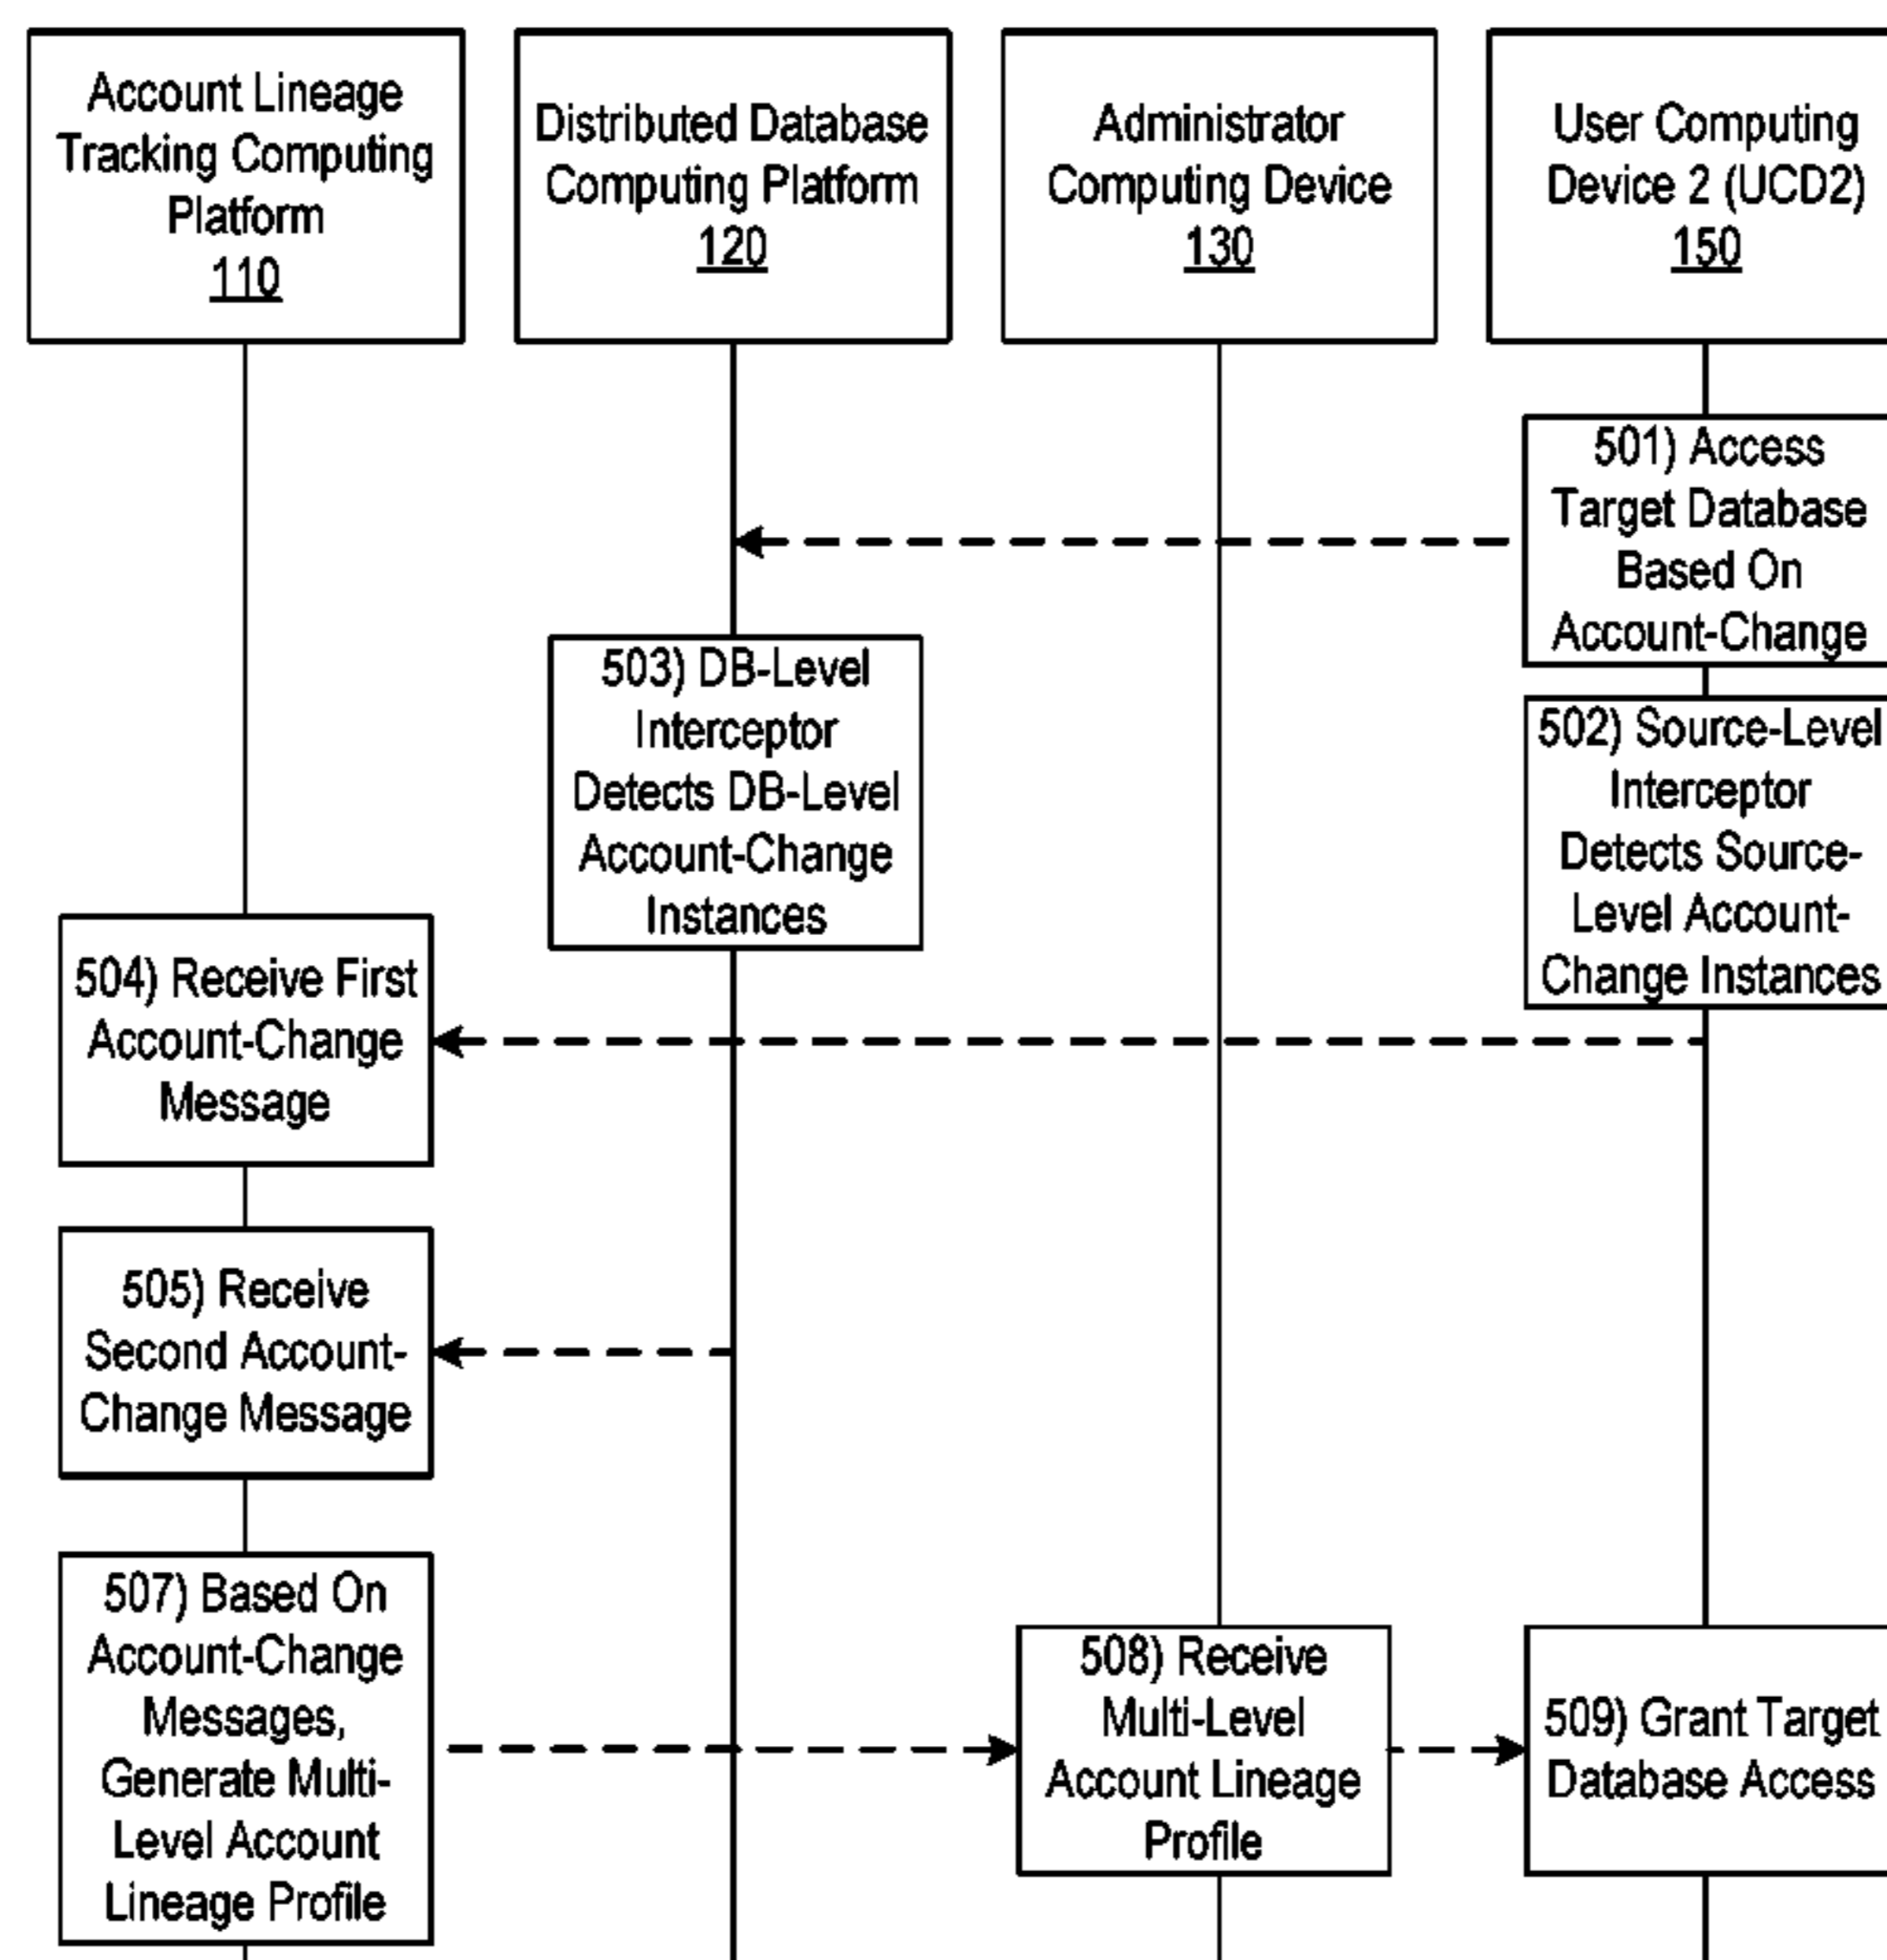 Account Lineage
Tracking Computing
Platform
110
Distributed Database
Computing Platform
120
Administrator
Computing Device
130
User Computing
Device 2 (UCD2)
150
501) Access
Target Database
Based On
Account-Change
502) Source-Level
Interceptor
Detects Source-
Level Account-
Change Instances
503) DB-Level
Interceptor
Detects DB-Level
Account-Change
Instances
504) Receive First
Account-Change
Message
505) Receive
Second Account-
Change Message
507) Based On
Account-Change
Messages,
Generate Multi-
Level Account
Lineage Profile
508) Receive
Multi-Level
Account Lineage
Profile
509) Grant Target
Database Access